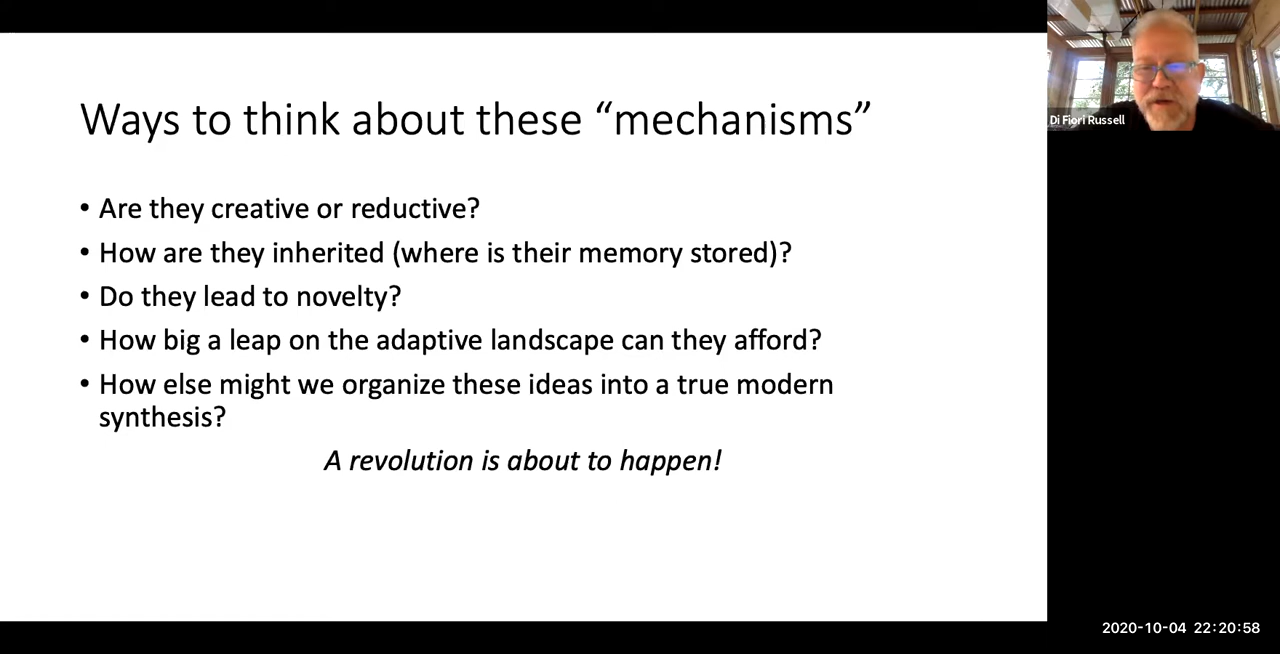 Ways to think about these “mechanisms”
• Are they creative or reductive?
• How are they inherited (where is their memory stored)?
• Do they lead to novelty?
• How big a leap on the adaptive landscape can they afford?
• How else might we organize these ideas into a true modern
synthesis?
A revolution is about to happen!
Di Fiori Russell
2020-10-04 22:20:58